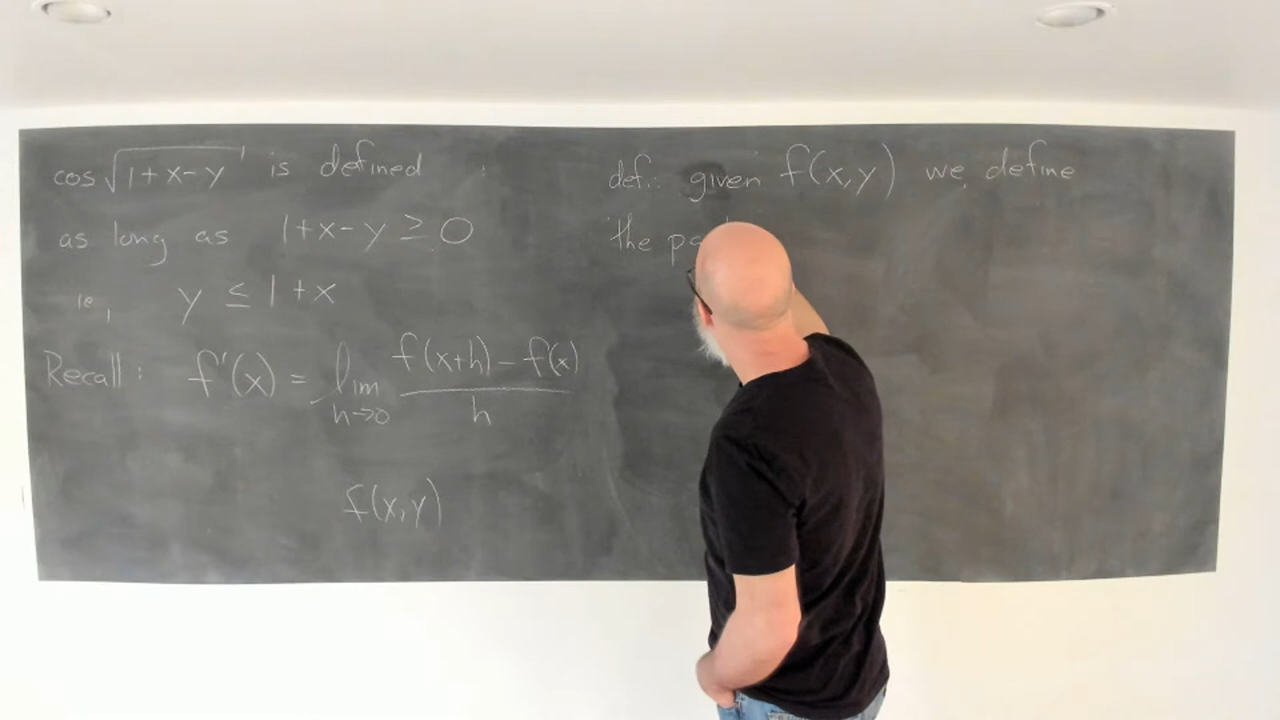 cos √1+x-y is defined
as long as 1+x-y ≥ 0
ie, y ≤ 1+x
Recall: f'(x) = lim h→0 f(x+h)-f(x) / h
f(x,y)
def.: given f(x,y) we define
the